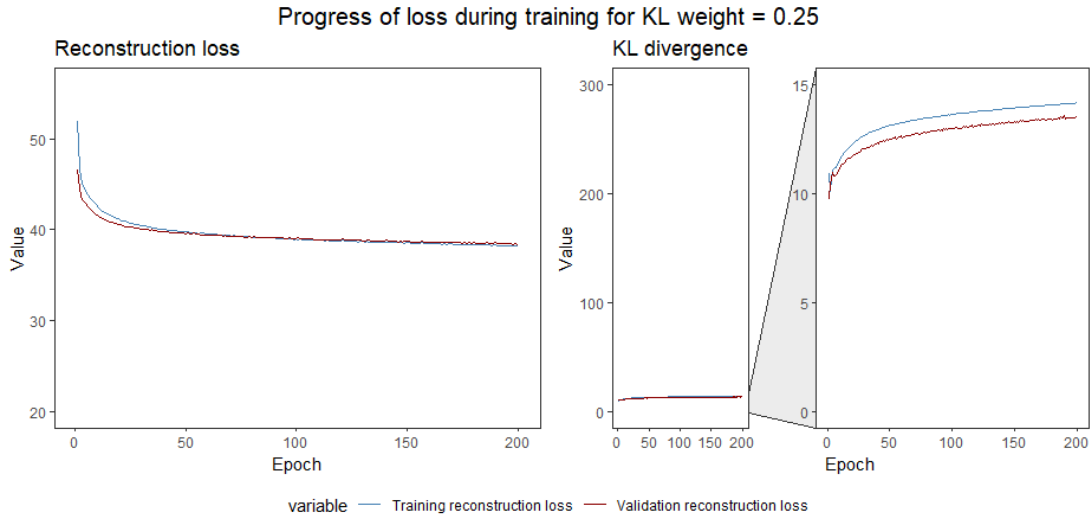 Progress of loss during training for KL weight = 0.25
Reconstruction loss
KL divergence
Value
50
40
30
20
0 50 100 150 200
Epoch
Value
300
200
100
0
0 50 100 150 200
15
10
5
0
0 50 100 150 200
Epoch
variable Training reconstruction loss Validation reconstruction loss